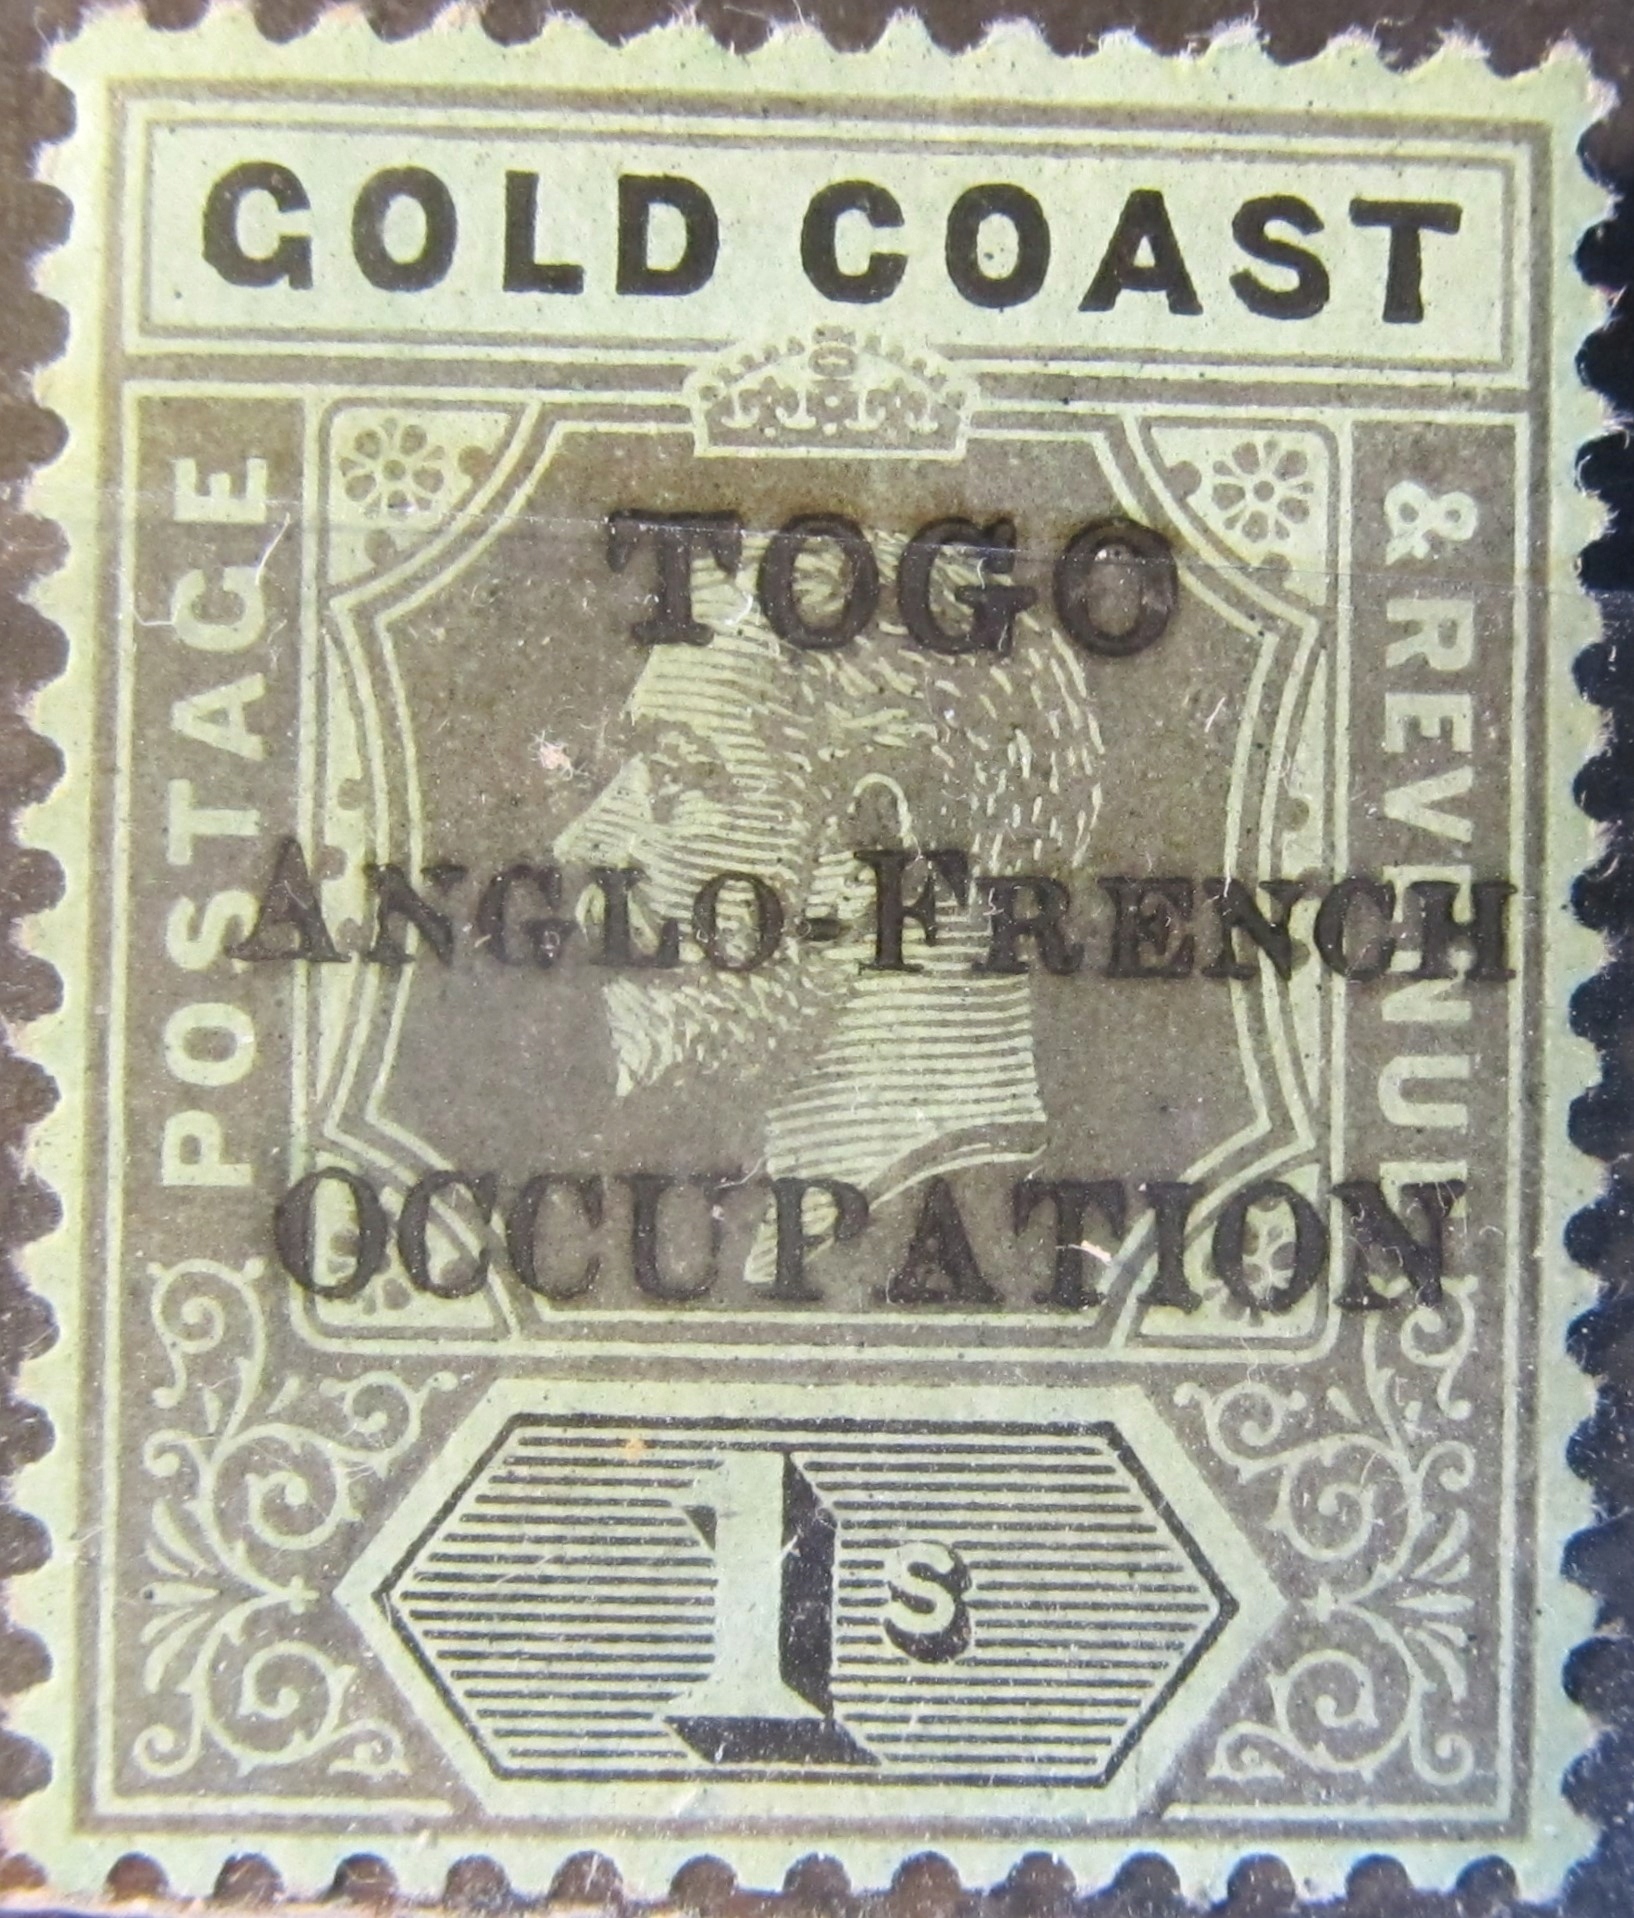 GOLD COAST
POSTAGE
& REVENUE
TOGO
ANGLO-FRENCH
OCCUPATION
1s